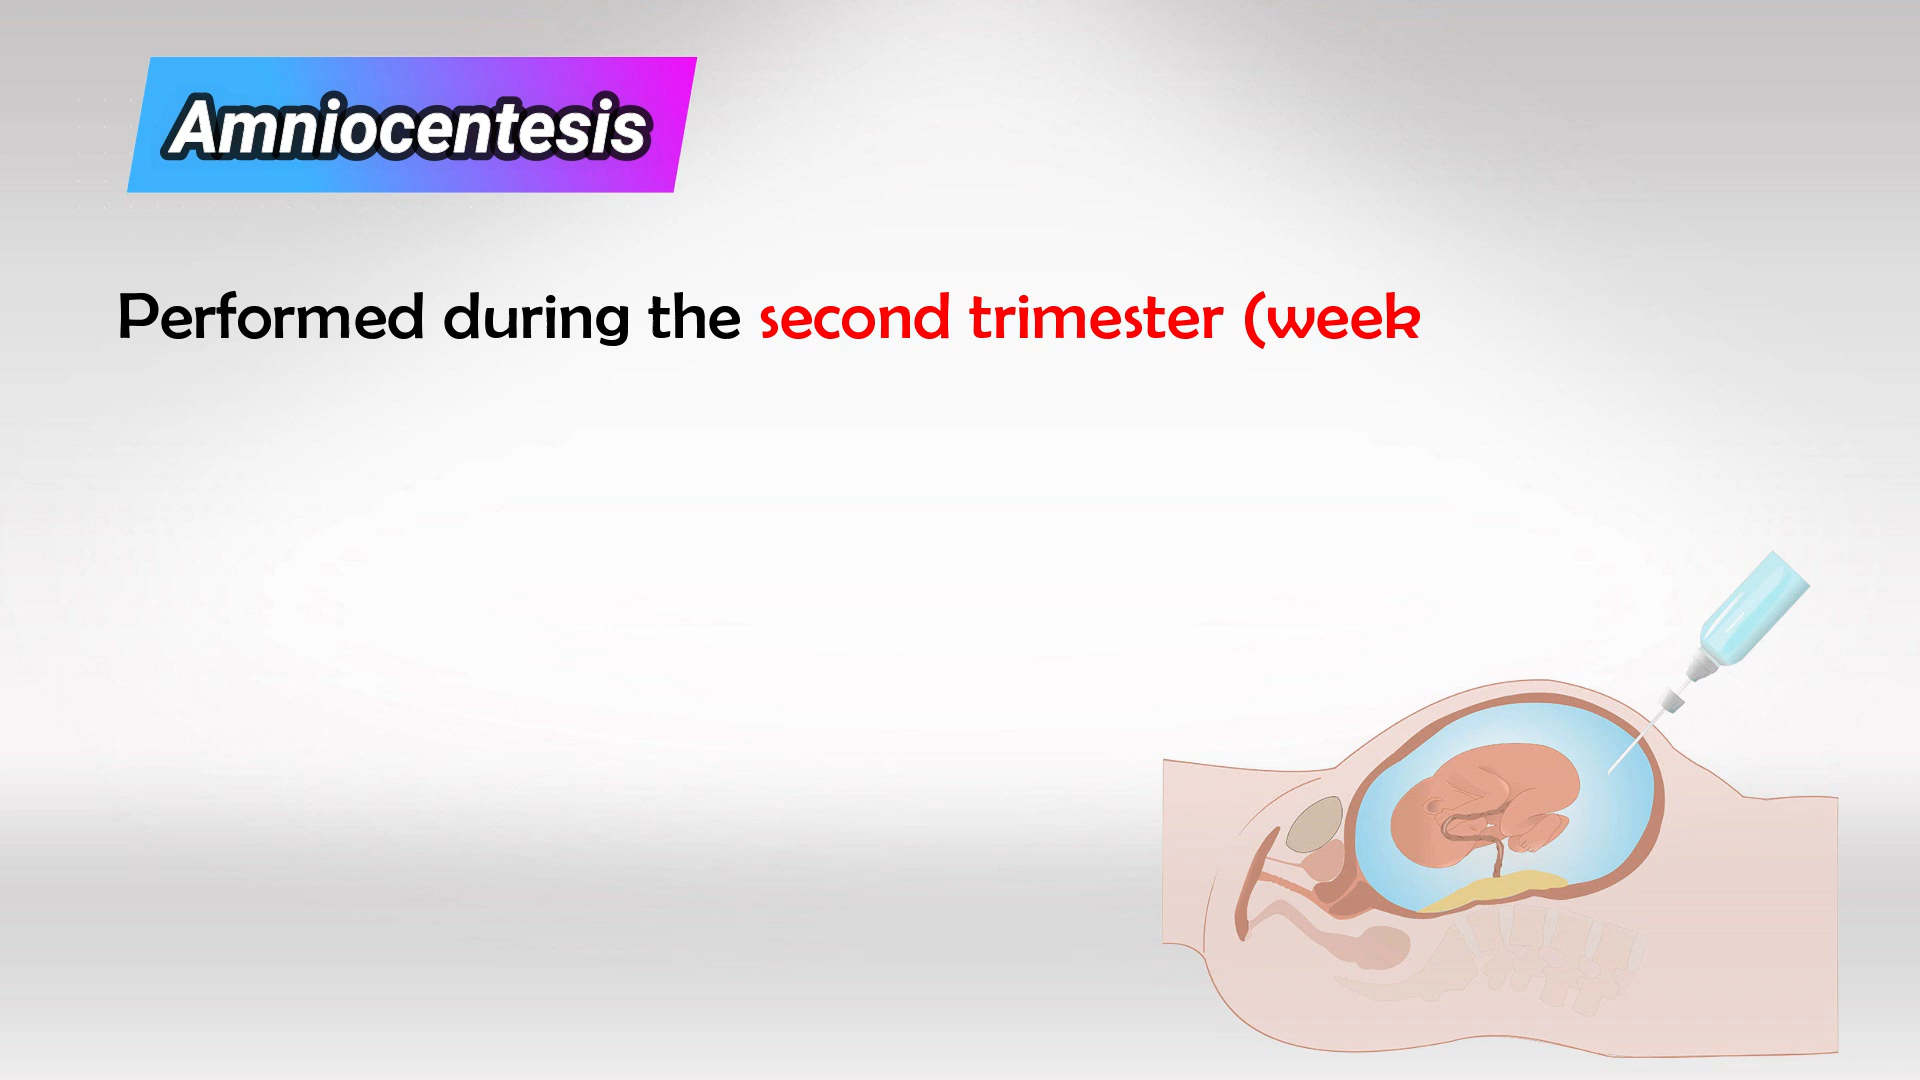 Amniocentesis
Performed during the second trimester (week